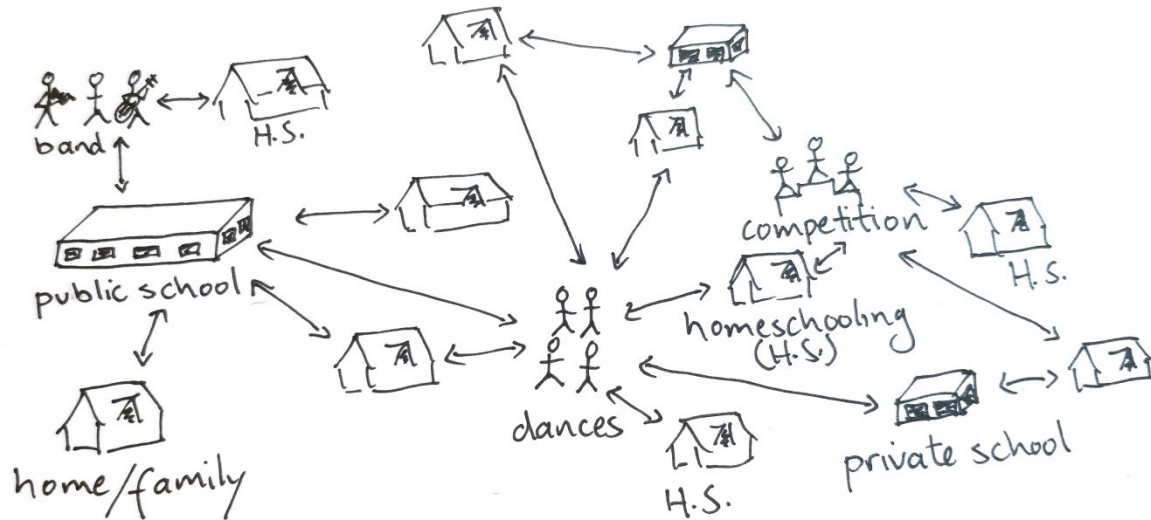 band
H.S.
public school
competition
H.S.
homeschooling
(H.S.)
home/family
dances
H.S.
private school